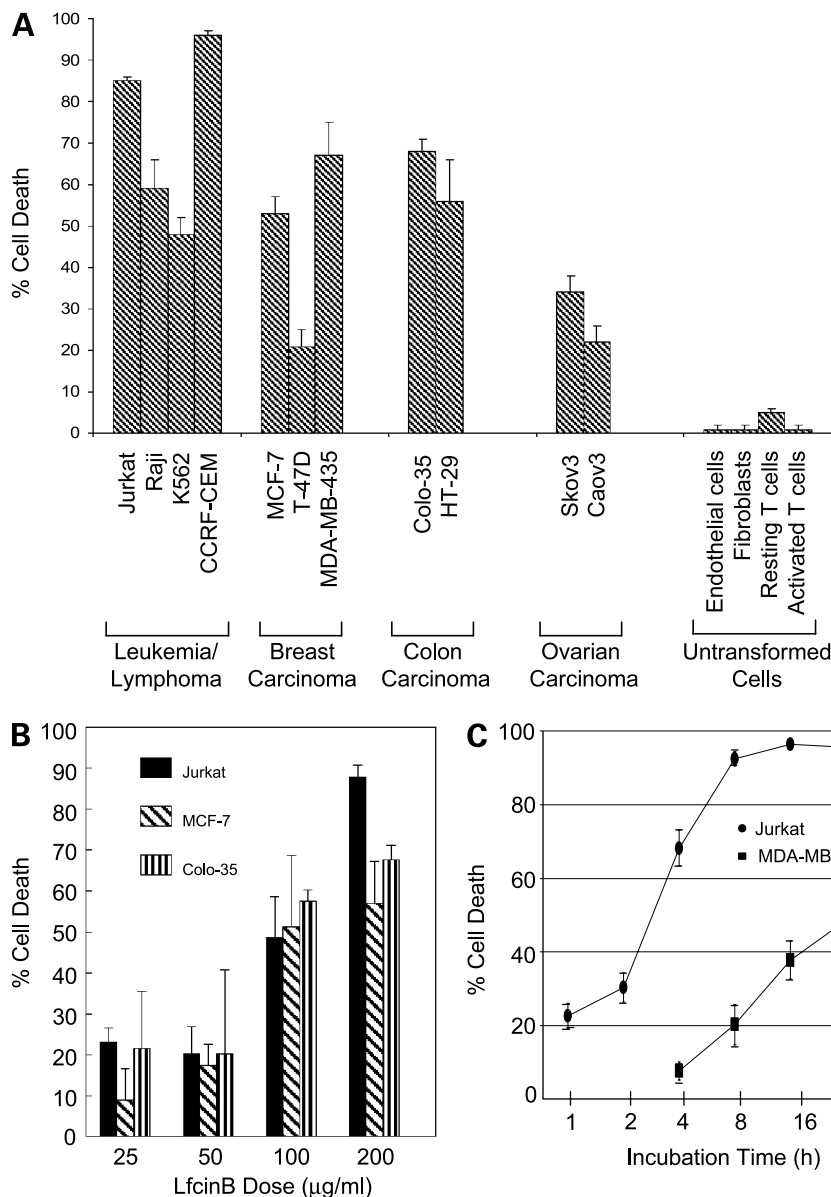 A
% Cell Death
100
90
80
70
60
50
40
30
20
10
0
Jurkat
Raji
K562
CCRF-CEM
MCF-7
T-47D
MDA-MB-435
Colo-35
HT-29
Skov3
Caov3
Endothelial cells
Fibroblasts
Resting T cells
Activated T cells
Leukemia/
Lymphoma
Breast
Carcinoma
Colon
Carcinoma
Ovarian
Carcinoma
Untransformed
Cells
B
% Cell Death
100
90
80
70
60
50
40
30
20
10
0
Jurkat
MCF-7
Colo-35
25 50 100 200
LfcinB Dose (μg/ml)
C
% Cell Death
100
80
60
40
20
0
Jurkat
MDA-MB
1 2 4 8 16
Incubation Time (h)